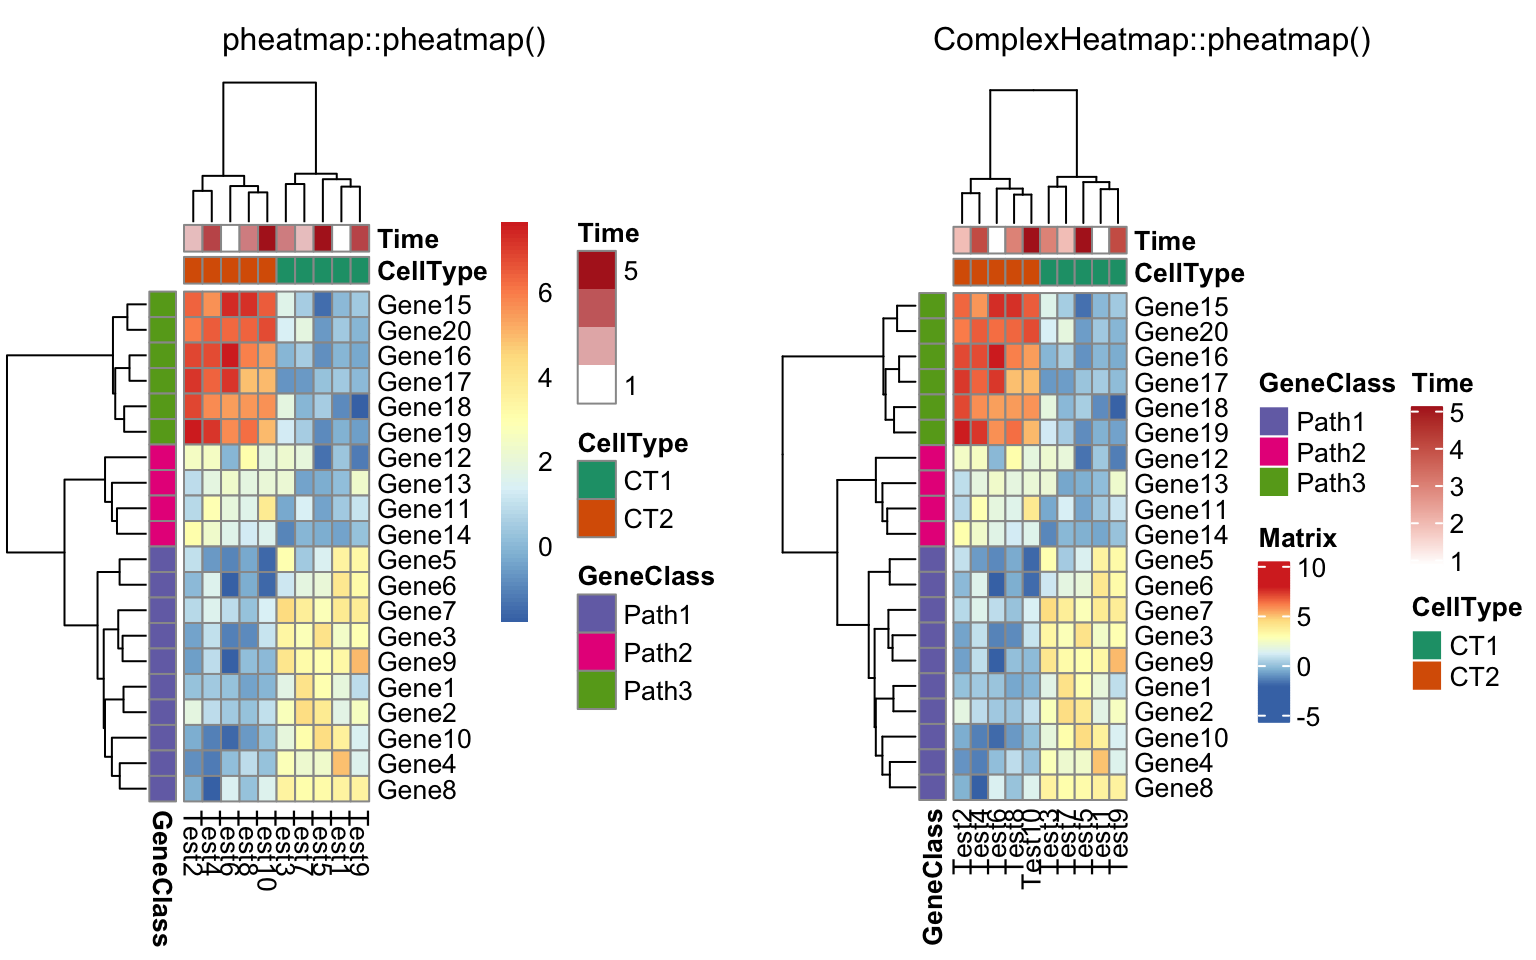 pheatmap::pheatmap()
Time
CellType
Gene15
Gene20
Gene16
Gene17
Gene18
Gene19
Gene12
Gene13
Gene11
Gene14
Gene5
Gene6
Gene7
Gene3
Gene9
Gene1
Gene2
Gene10
Gene4
Gene8
GeneClass
Test2
Test4
Test6
Test8
Test10
Test3
Test7
Test5
Test1
Test9
6
4
2
0
Time
5
1
CellType
CT1
CT2
GeneClass
Path1
Path2
Path3
ComplexHeatmap::pheatmap()
Time
CellType
Gene15
Gene20
Gene16
Gene17
Gene18
Gene19
Gene12
Gene13
Gene11
Gene14
Gene5
Gene6
Gene7
Gene3
Gene9
Gene1
Gene2
Gene10
Gene4
Gene8
GeneClass
Test2
Test4
Test6
Test8
Test10
Test3
Test7
Test5
Test1
Test9
GeneClass
Path1
Path2
Path3
Matrix
10
5
0
-5
Time
5
4
3
2
1
CellType
CT1
CT2